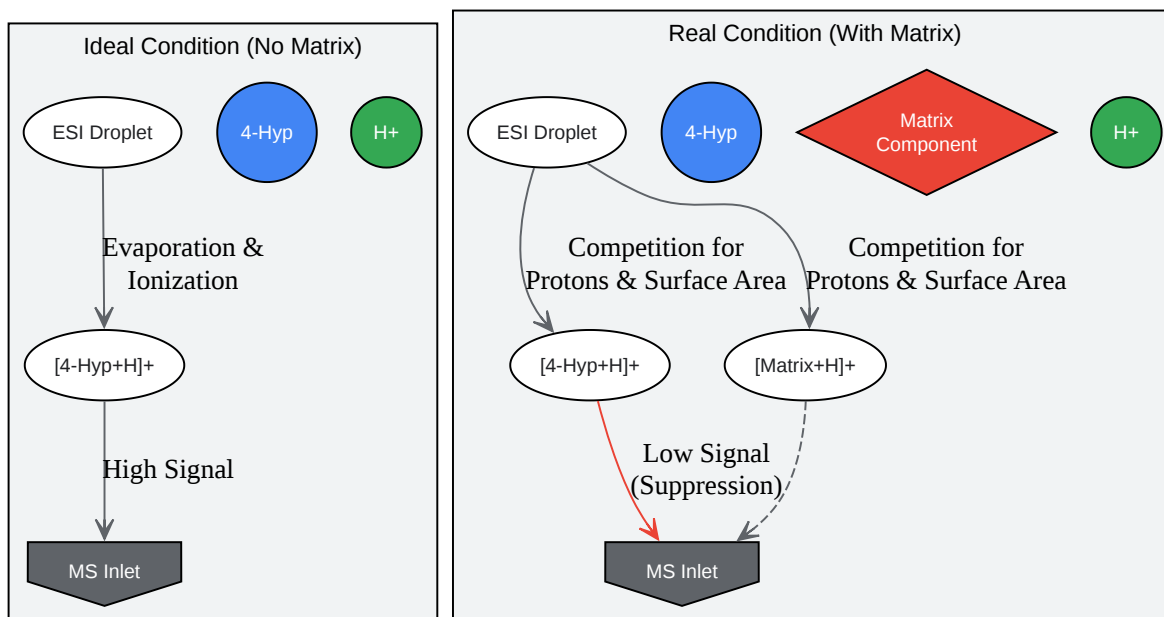 Ideal Condition (No Matrix)
ESI Droplet
4-Hyp
H+
Evaporation &
Ionization
[4-Hyp+H]+
High Signal
MS Inlet
Real Condition (With Matrix)
ESI Droplet
4-Hyp
Matrix
Component
H+
Competition for
Protons & Surface Area
Competition for
Protons & Surface Area
[4-Hyp+H]+
[Matrix+H]+
Low Signal
(Suppression)
MS Inlet